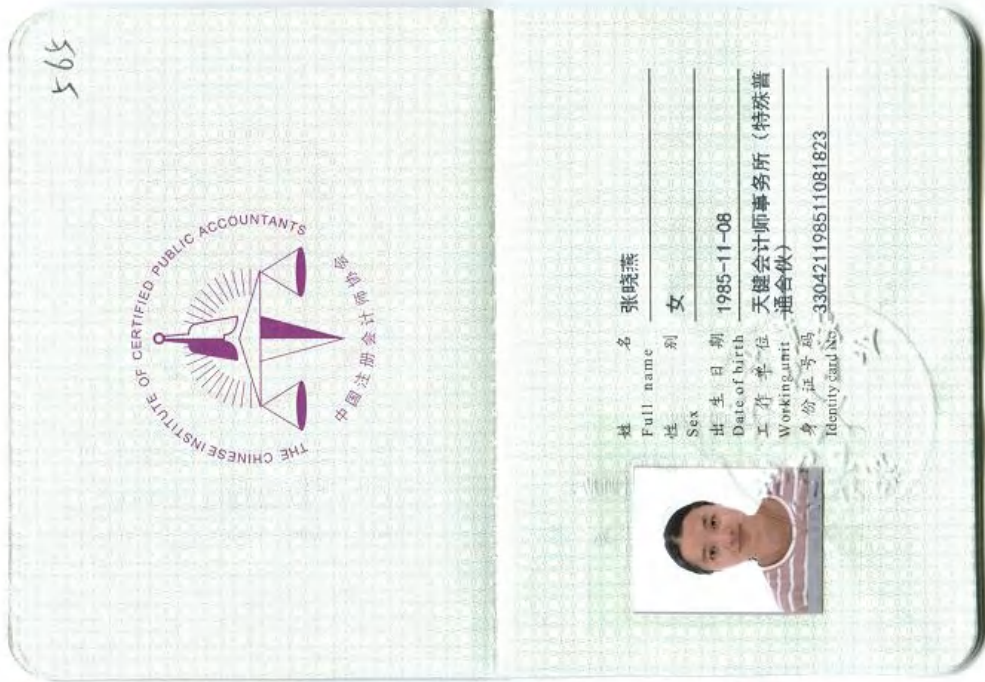 595
THE CHINESE INSTITUTE OF CERTIFIED PUBLIC ACCOUNTANTS
中国注册会计师协会
姓 名 张晓燕
Full name
性 别 女
Sex
出 生 日 期 1985-11-08
Date of birth
工 作 单 位 天健会计师事务所（特殊普
Working unit 通合伙）
身 份 证 号 码 330421198511081823
Identity card No.